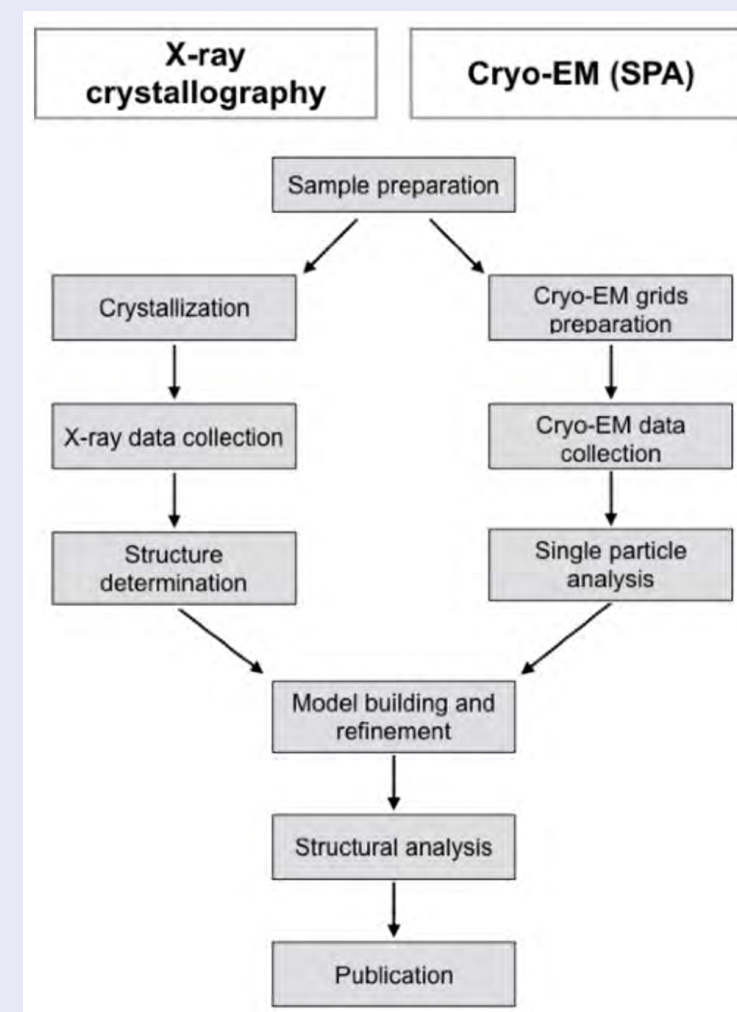 X-ray
crystallography
Cryo-EM (SPA)
Sample preparation
Crystallization
Cryo-EM grids
preparation
X-ray data collection
Cryo-EM data
collection
Structure
determination
Single particle
analysis
Model building and
refinement
Structural analysis
Publication